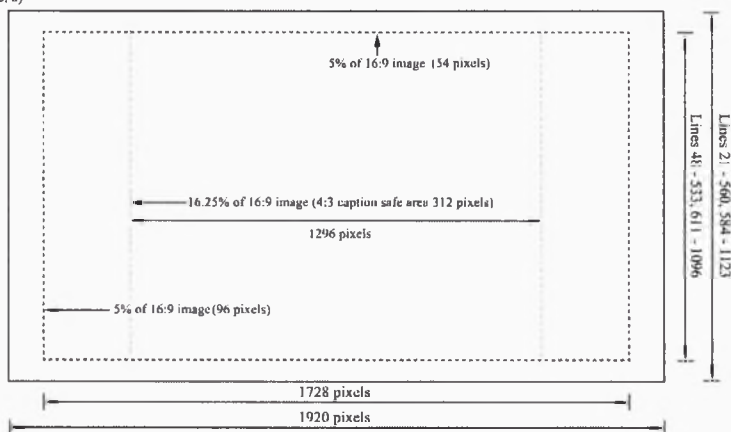 5% of 16:9 image (54 pixels)
16.25% of 16:9 image (4:3 caption safe area 312 pixels)
1296 pixels
5% of 16:9 image (96 pixels)
Lines 48 - 533, 611 - 1096
Lines 21 - 560, 584 - 1123
1728 pixels
1920 pixels